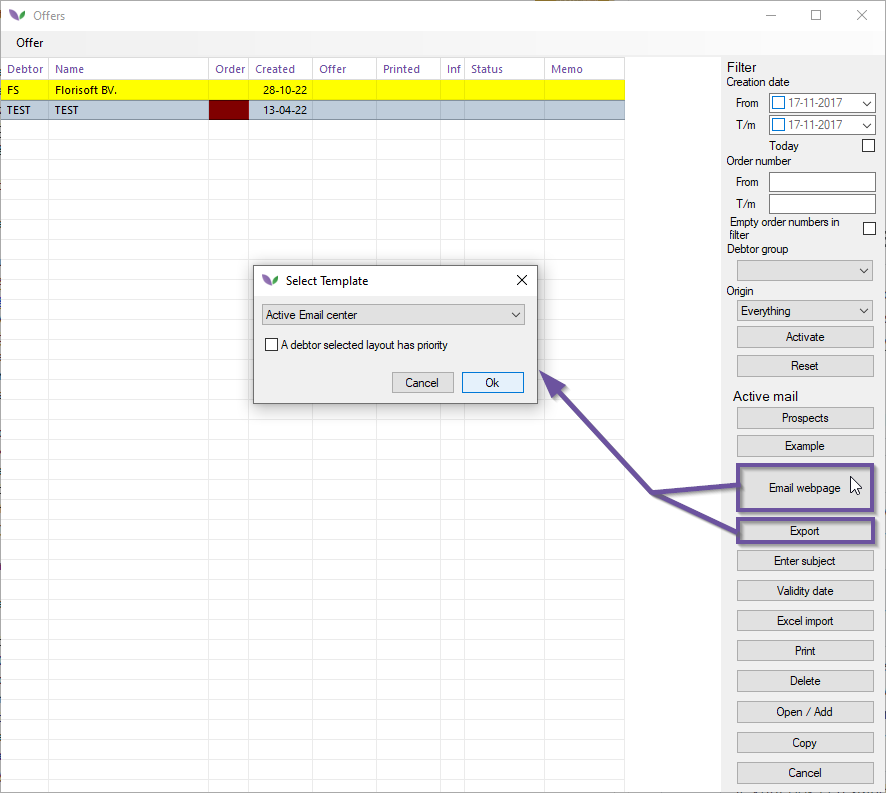 Offers
Offer
Debtor Name Order Created Offer Printed Inf Status Memo
FS Florisoft BV. 28-10-22
TEST TEST 13-04-22
Select Template
Active Email center
A debtor selected layout has priority
Cancel Ok
Filter
Creation date
From 17-11-2017
T/m 17-11-2017
Today
Order number
From
T/m
Empty order numbers in
filter
Debtor group
Origin
Everything
Activate
Reset
Active mail
Prospects
Example
Email webpage
Export
Enter subject
Validity date
Excel import
Print
Delete
Open / Add
Copy
Cancel